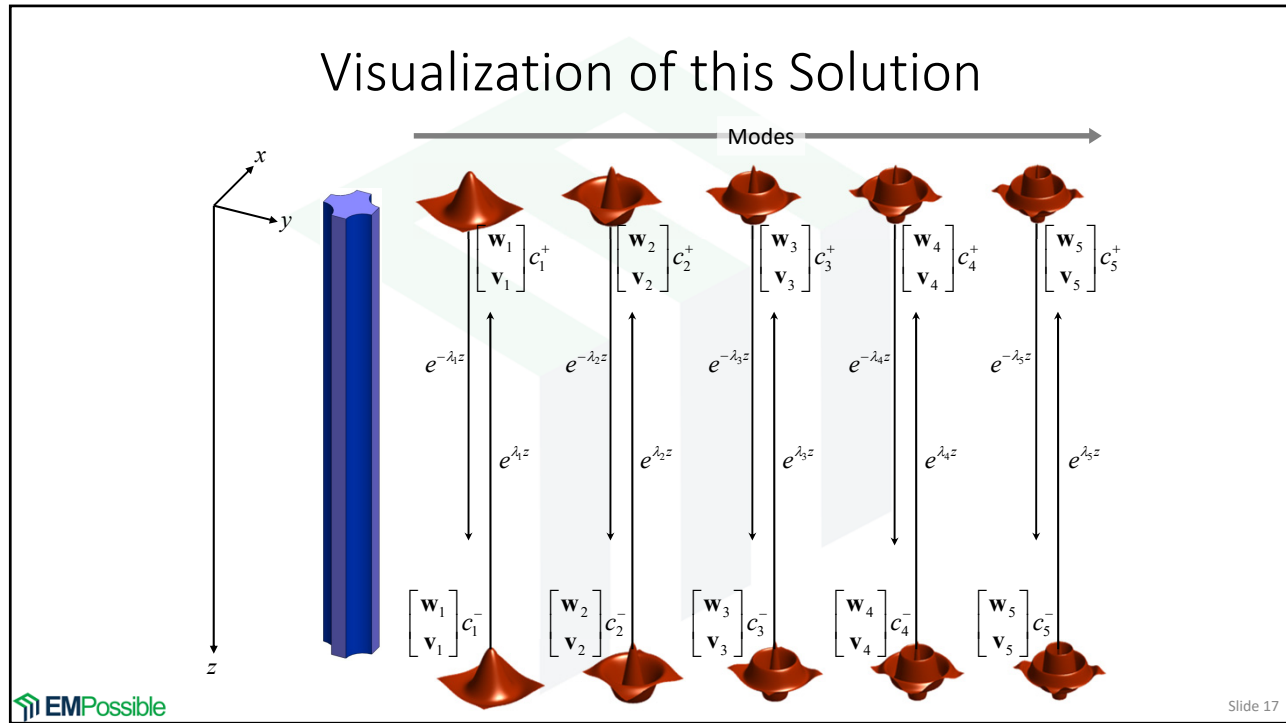 Visualization of this Solution
Modes
x
y
z
[w₁ v₁] c₁⁺
[w₂ v₂] c₂⁺
[w₃ v₃] c₃⁺
[w₄ v₄] c₄⁺
[w₅ v₅] c₅⁺
e^{-λ₁z}
e^{-λ₂z}
e^{-λ₃z}
e^{-λ₄z}
e^{-λ₅z}
e^{λ₁z}
e^{λ₂z}
e^{λ₃z}
e^{λ₄z}
e^{λ₅z}
[w₁ v₁] c₁⁻
[w₂ v₂] c₂⁻
[w₃ v₃] c₃⁻
[w₄ v₄] c₄⁻
[w₅ v₅] c₅⁻
EMPossible
Slide 17